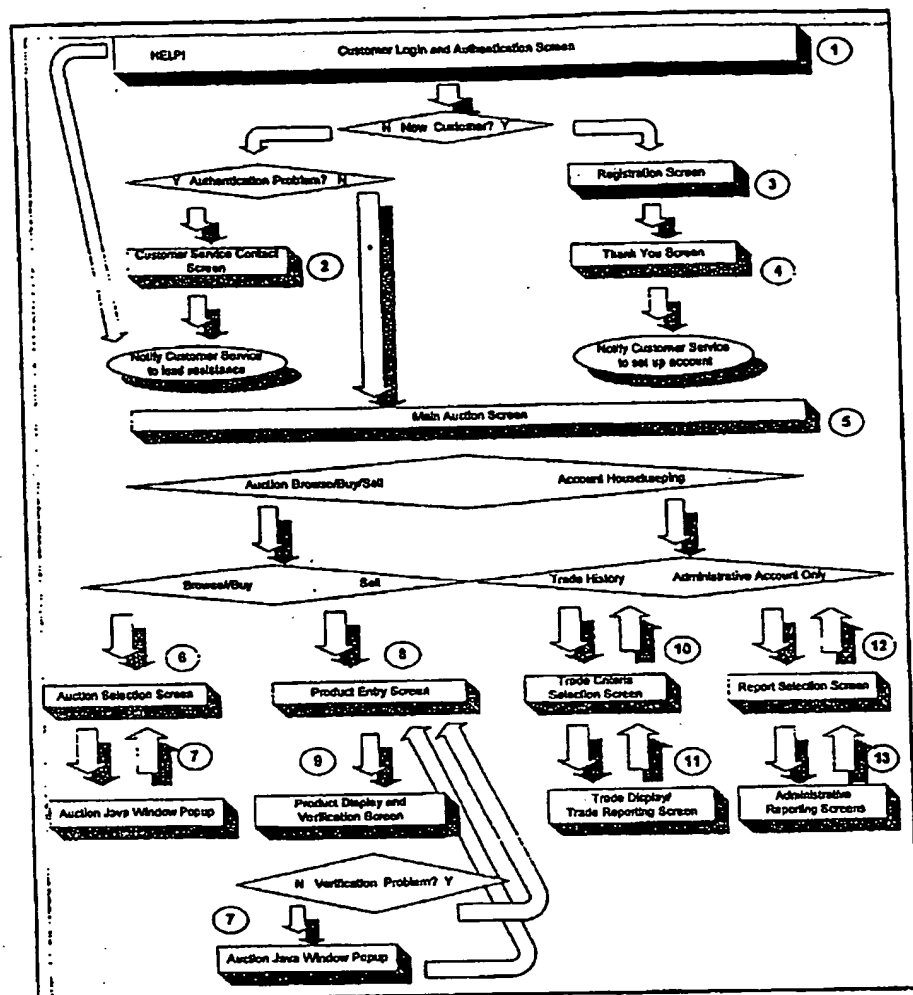 HELP! Customer Login and Authentication Screen 1
N New Customer? Y
Y Authentication Problem? N
Registration Screen 3
Customer Service Contact
Screen 2
Thank You Screen 4
Notify Customer Service
to lend assistance
Notify Customer Service
to set up account
Main Auction Screen 5
Auction Browse/Buy/Sell Account Housekeeping
Browse/Buy Sell Trade History Administrative Account Only
6 8 10 12
Auction Selection Screen
Product Entry Screen
Trade Criteria
Selection Screen
Report Selection Screen
7 9 11 13
Auction Java Window Popup
Product Display and
Verification Screen
Trade Display/
Trade Reporting Screen
Administrative
Reporting Screens
N Verification Problem? Y
7
Auction Java Window Popup